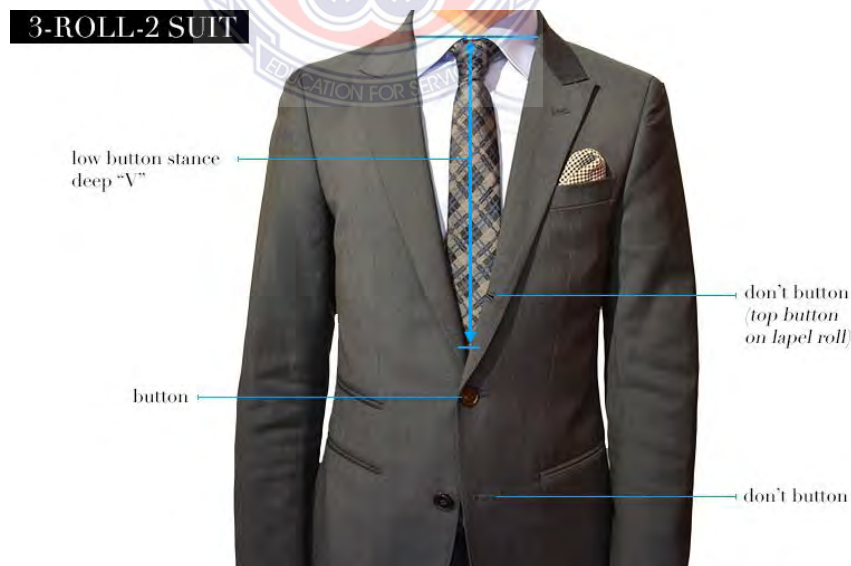 3-ROLL-2 SUIT
EDUCATION FOR SERVICE
low button stance
deep “V”
don’t button
(top button
on lapel roll)
button
don’t button